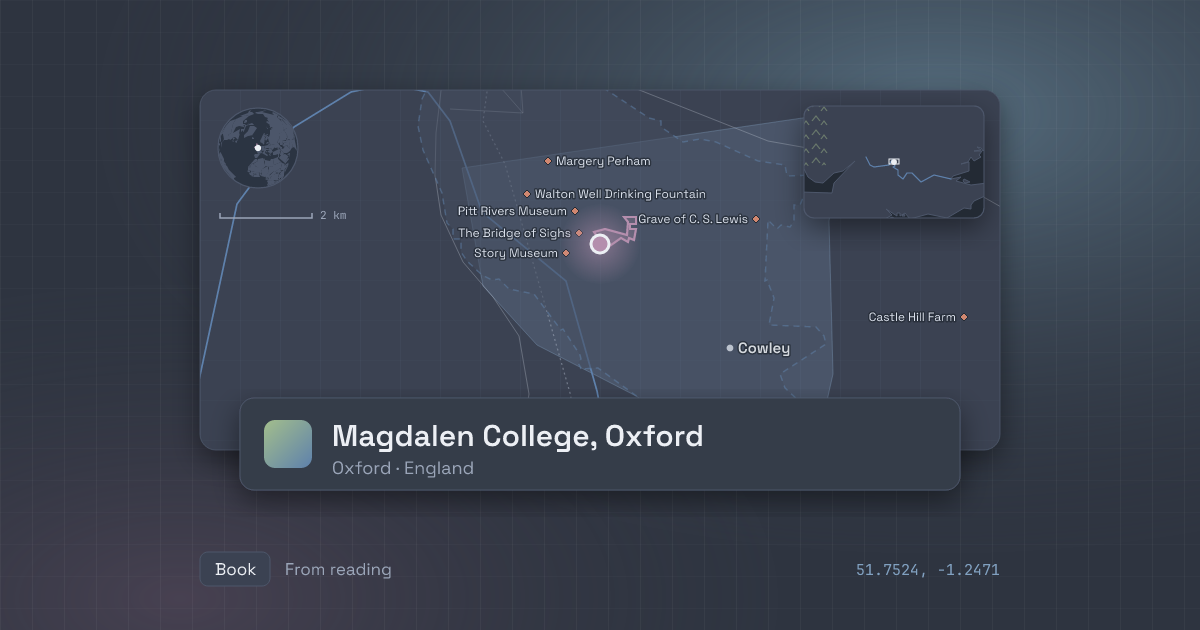 Margery Perham
Walton Well Drinking Fountain
Pitt Rivers Museum
2 km
Grave of C. S. Lewis
The Bridge of Sighs
Story Museum
Castle Hill Farm
Cowley
Magdalen College, Oxford
Oxford · England
Book
From reading
51.7524, -1.2471